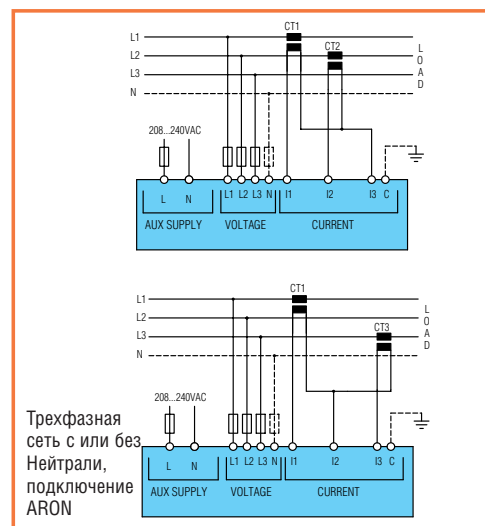 CT1
L1
L2
CT2
L3
N
L
O
A
D
208...240VAC
L N L1 L2 L3 N I1 I2 I3 C
AUX SUPPLY VOLTAGE CURRENT
CT1
L1
L2
L3
CT3
N
L
O
A
D
208...240VAC
L N L1 L2 L3 N I1 I2 I3 C
AUX SUPPLY VOLTAGE CURRENT
Трехфазная
сеть с или без
Нейтрали,
подключение
ARON